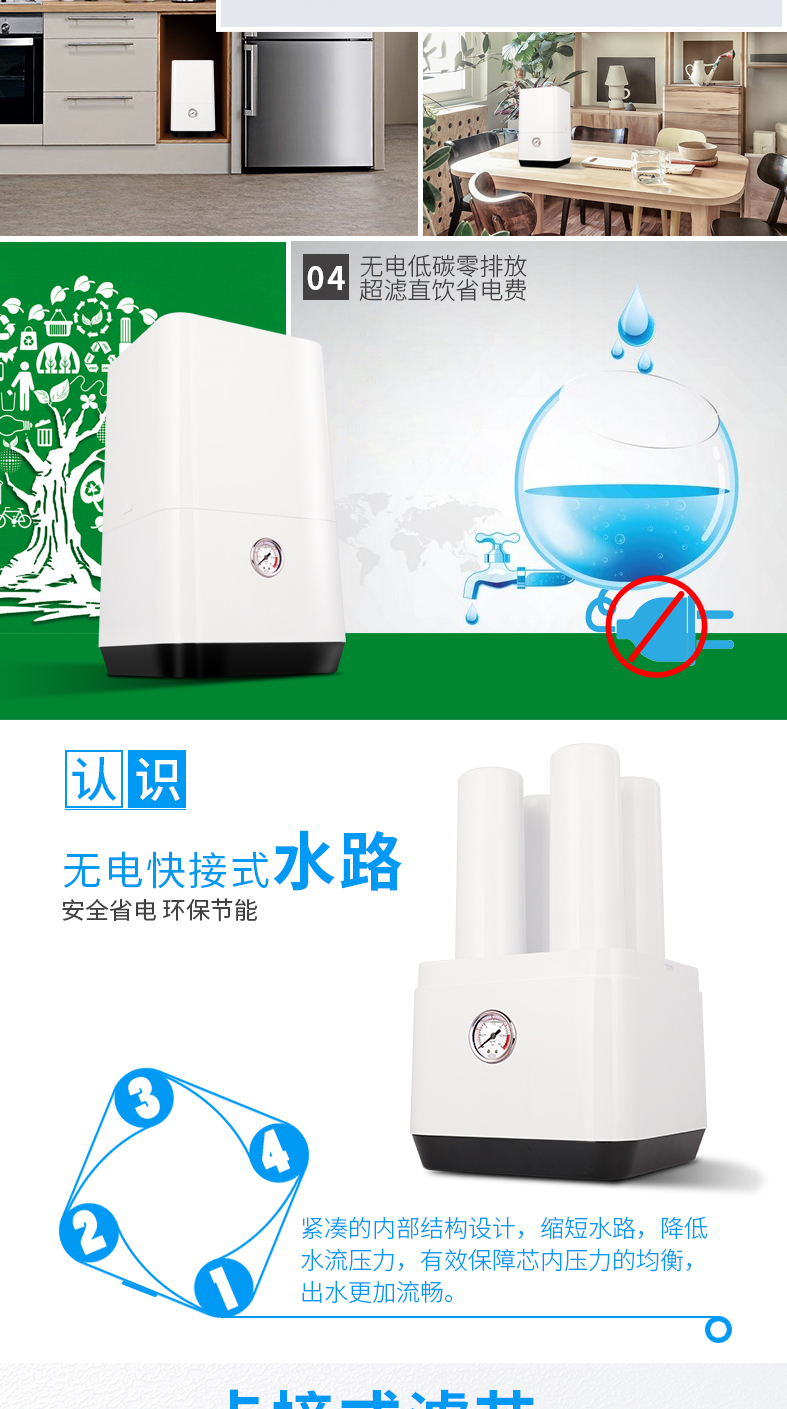 04
无电低碳零排放
超滤直饮省电费
认识
无电快接式水路
安全省电 环保节能
3
4
2
1
紧凑的内部结构设计，缩短水路，降低
水流压力，有效保障芯内压力的均衡，
出水更加流畅。